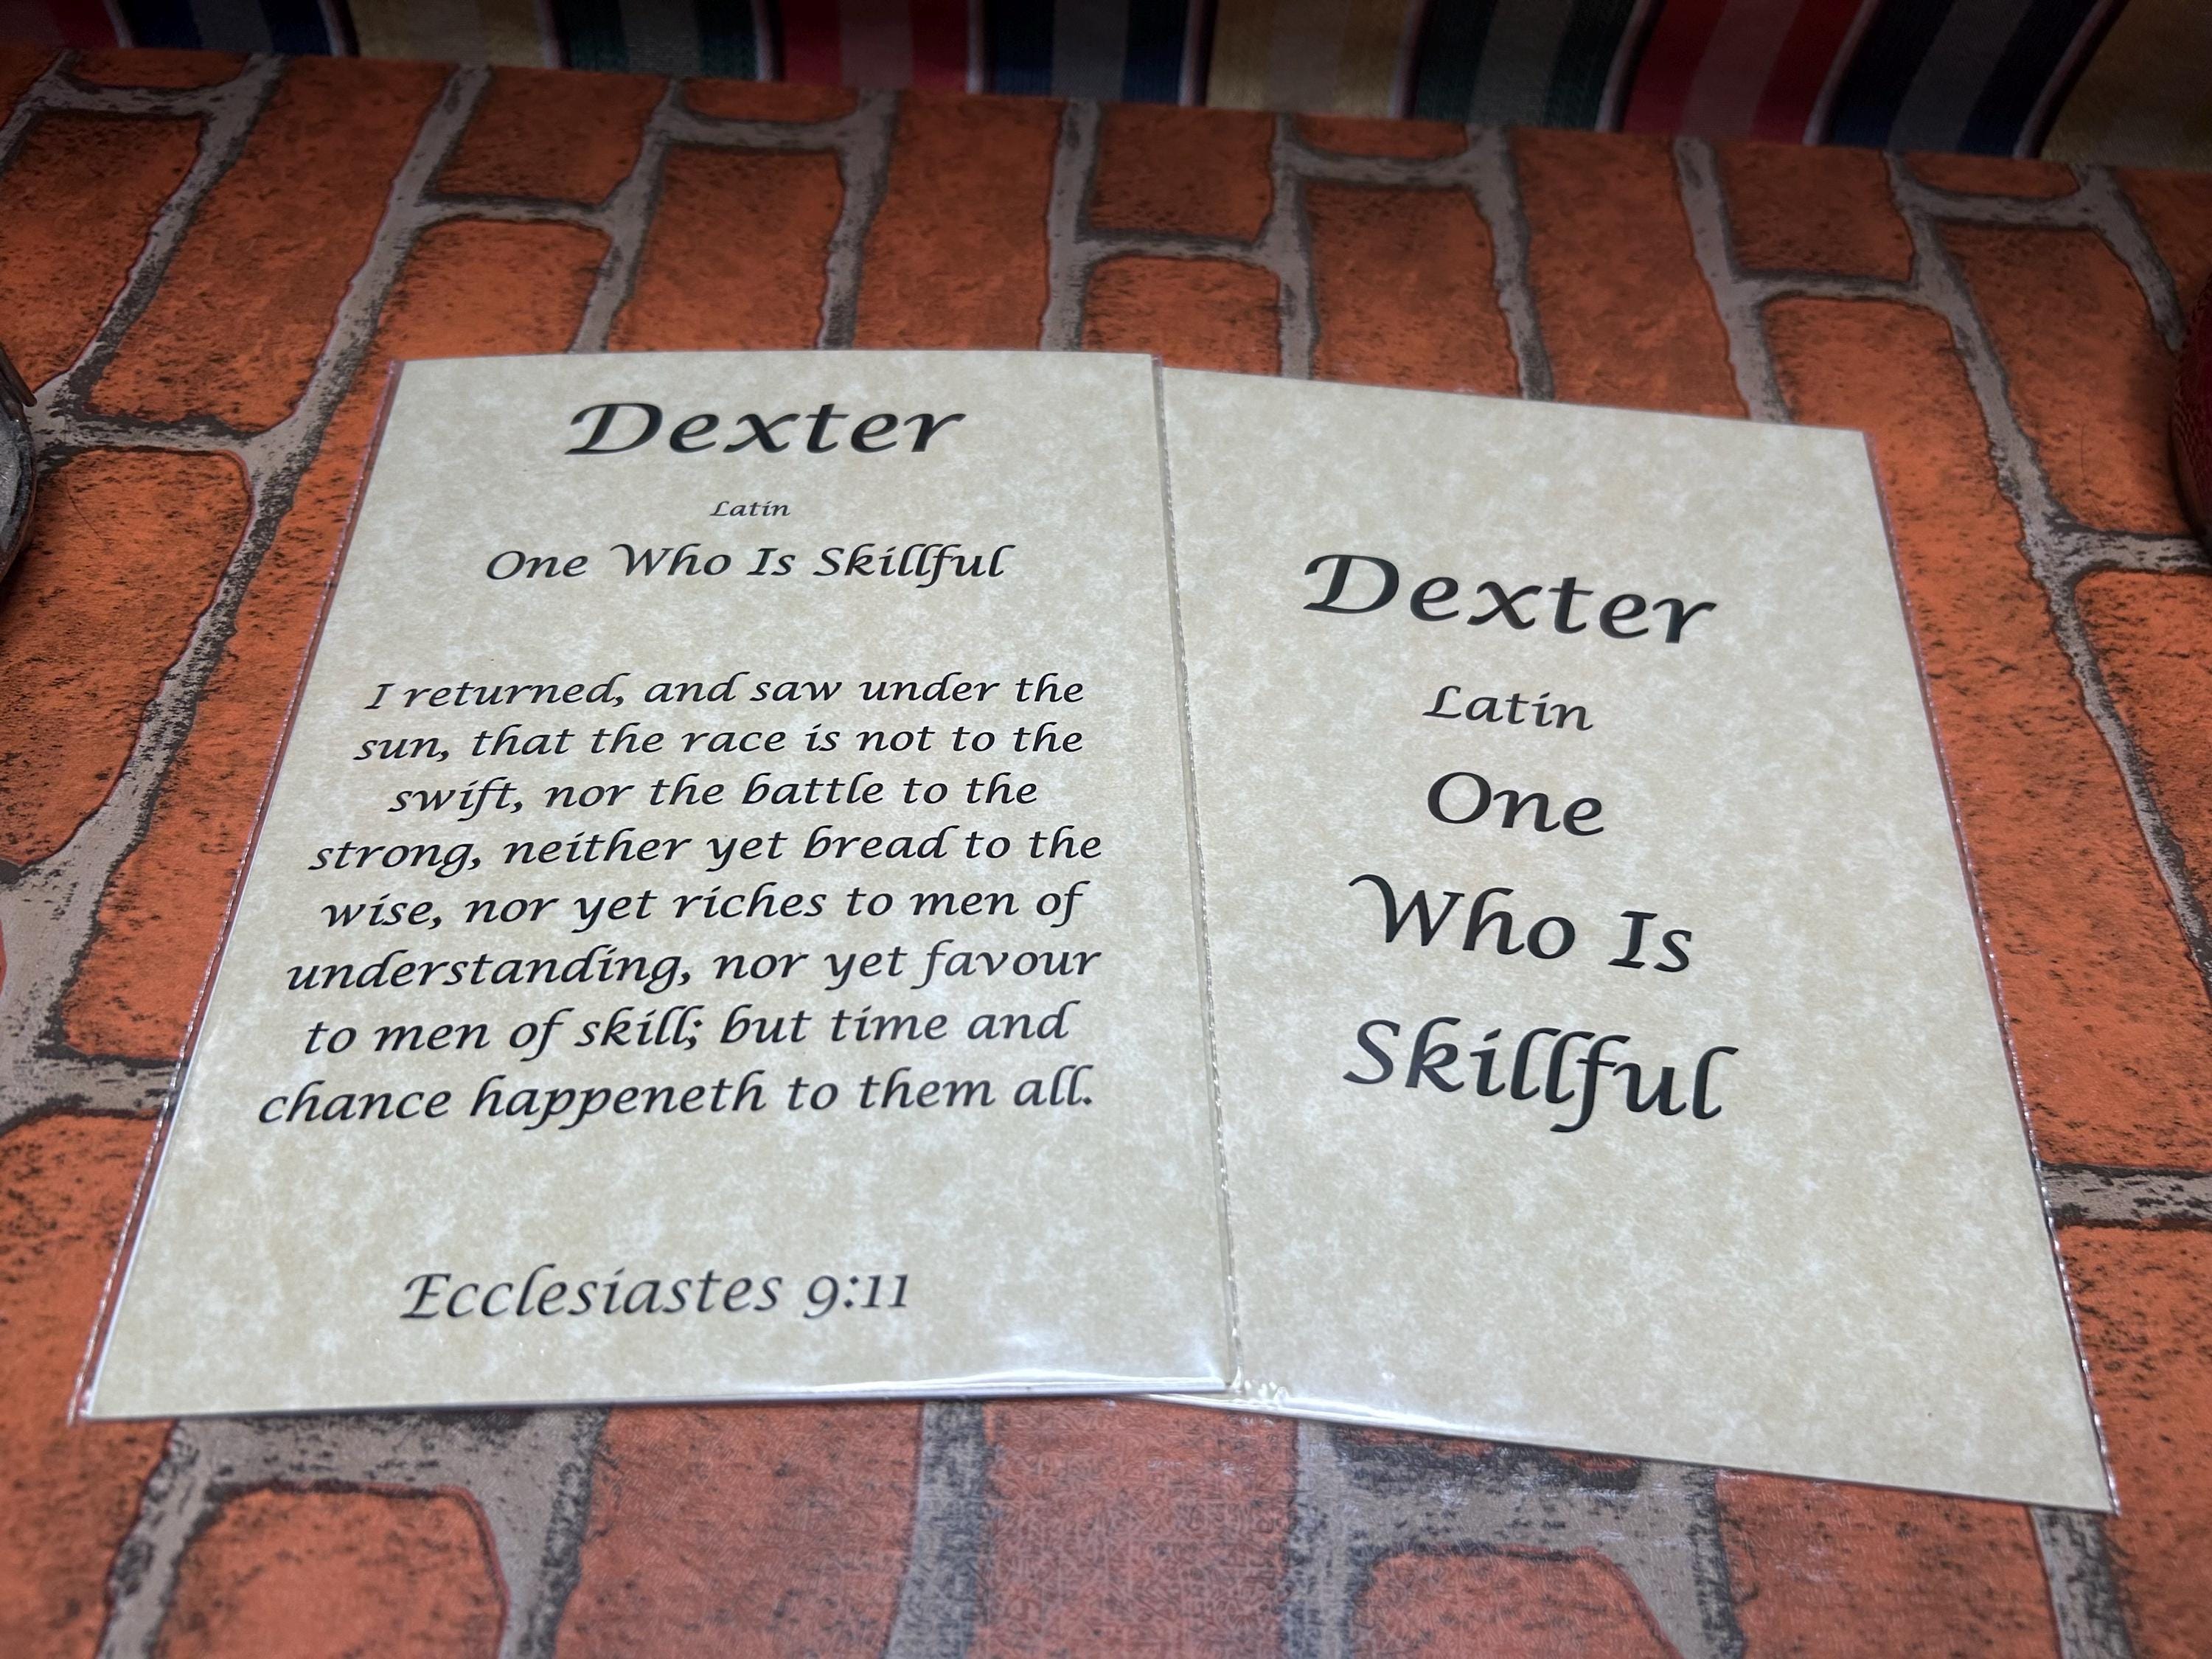 Dexter
Latin
One Who Is Skillful
I returned, and saw under the
sun, that the race is not to the
swift, nor the battle to the
strong, neither yet bread to the
wise, nor yet riches to men of
understanding, nor yet favour
to men of skill; but time and
chance happeneth to them all.
Ecclesiastes 9:11
Dexter
Latin
One
Who Is
Skillful